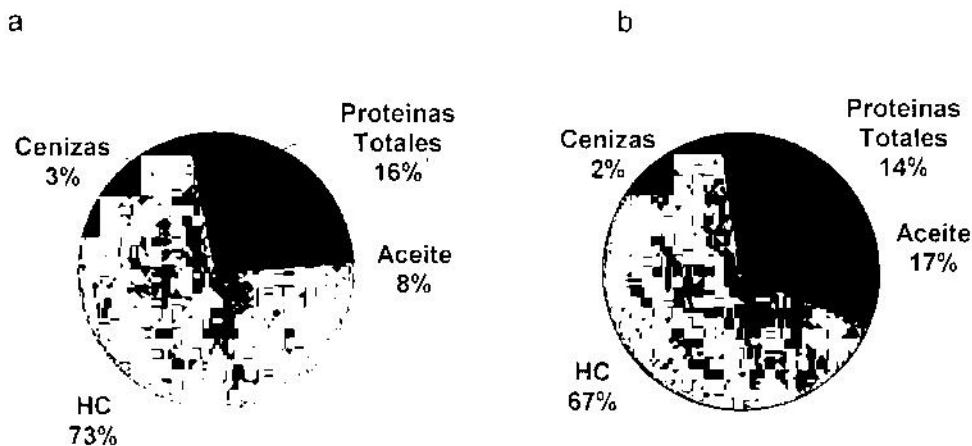 a
Cenizas
3%
Proteinas
Totales
16%
Aceite
8%
HC
73%
b
Cenizas
2%
Proteinas
Totales
14%
Aceite
17%
HC
67%